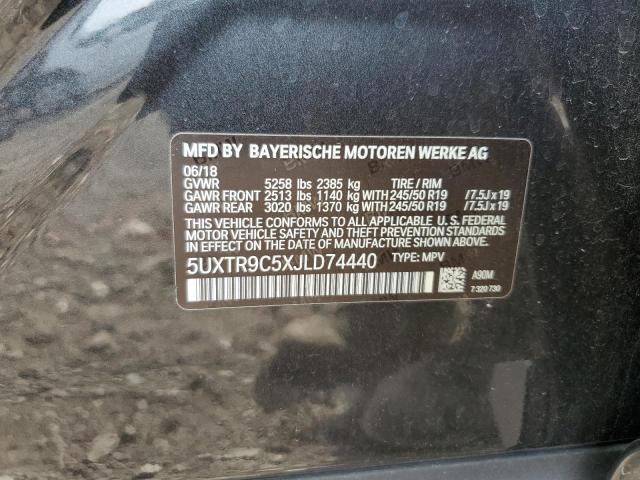 MFD BY BAYERISCHE MOTOREN WERKE AG
06/18
GVWR 5258 lbs 2385 kg TIRE / RIM
GAWR FRONT 2513 lbs 1140 kg WITH 245/50 R19 /7.5J x 19
GAWR REAR 3020 lbs 1370 kg WITH 245/50 R19 /7.5J x 19
THIS VEHICLE CONFORMS TO ALL APPLICABLE U. S. FEDERAL
MOTOR VEHICLE SAFETY AND THEFT PREVENTION STANDARDS
IN EFFECT ON THE DATE OF MANUFACTURE SHOWN ABOVE.
5UXTR9C5XJLD74440 TYPE: MPV
A90M
7 320 730